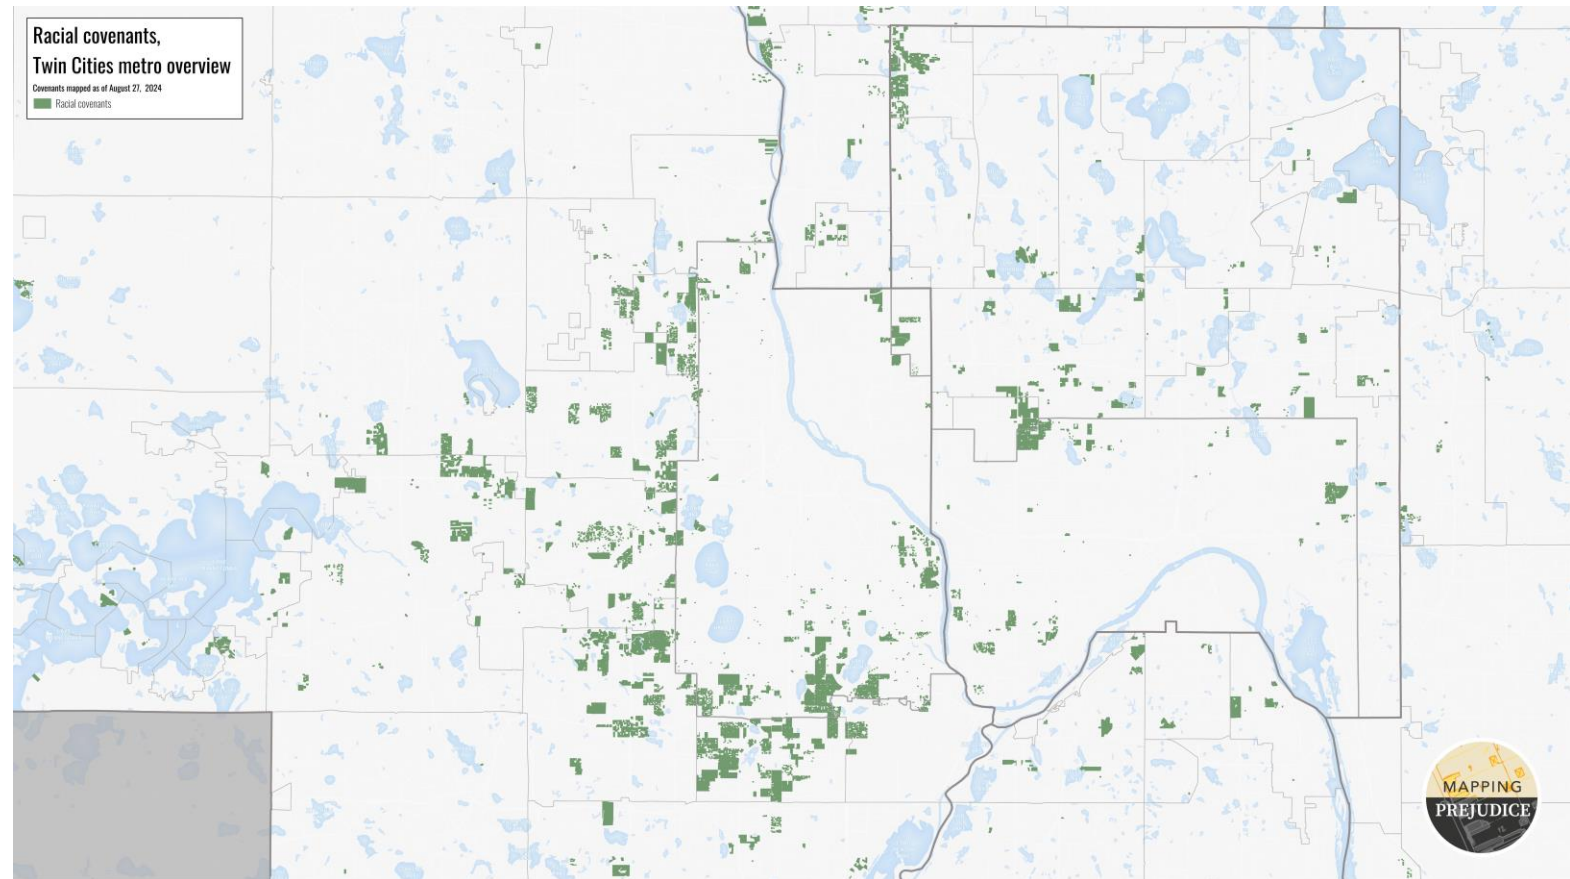 Racial covenants,
Twin Cities metro overview
Covenants mapped as of August 27, 2024
Racial covenants
MAPPING
PREJUDICE